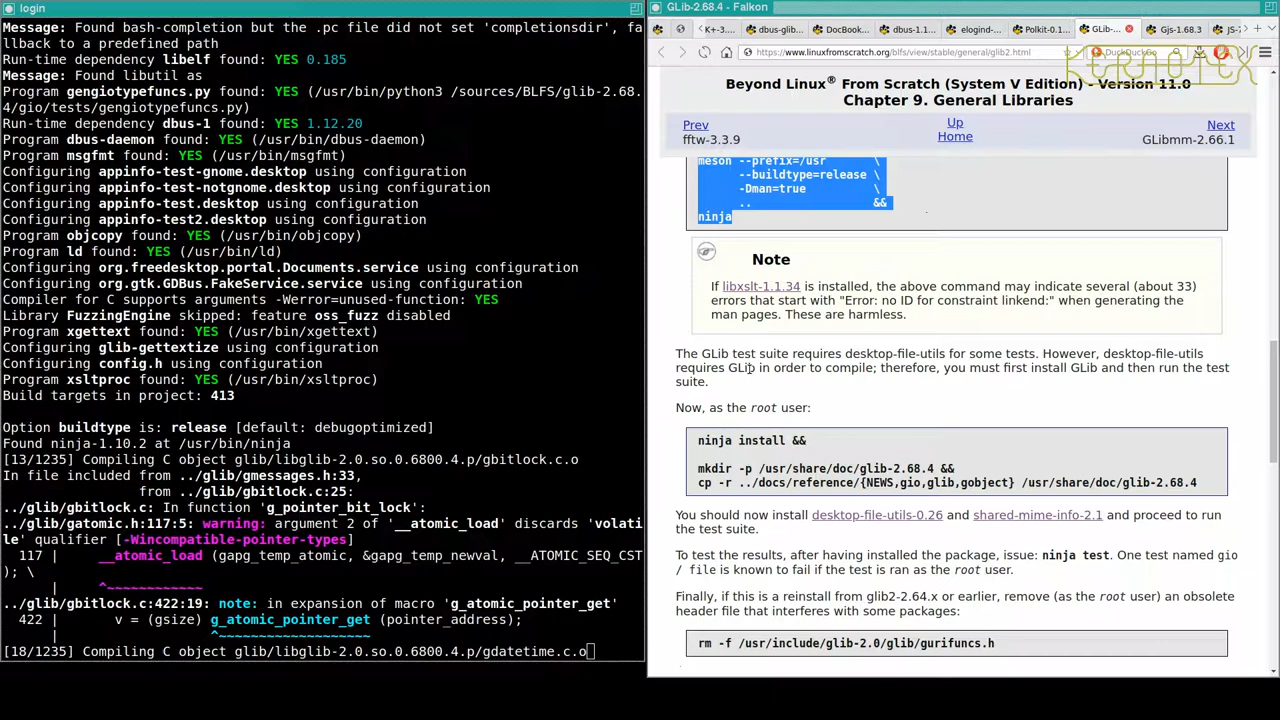 login
Message: Found bash-completion but the .pc file did not set 'completionsdir', fa
llback to a predefined path
Run-time dependency libelf found: YES 0.185
Message: Found libutil as
Program gengiotypefuncs.py found: YES (/usr/bin/python3 /sources/BLFS/glib-2.68.
4/gio/tests/gengiotypefuncs.py)
Run-time dependency dbus-1 found: YES 1.12.20
Program dbus-daemon found: YES (/usr/bin/dbus-daemon)
Program msgfmt found: YES (/usr/bin/msgfmt)
Configuring appinfo-test-gnome.desktop using configuration
Configuring appinfo-test-notgnome.desktop using configuration
Configuring appinfo-test.desktop using configuration
Configuring appinfo-test2.desktop using configuration
Program objcopy found: YES (/usr/bin/objcopy)
Program ld found: YES (/usr/bin/ld)
Configuring org.freedesktop.portal.Documents.service using configuration
Configuring org.gtk.GDBus.FakeService.service using configuration
Compiler for C supports arguments -Werror=unused-function: YES
Library FuzzingEngine skipped: feature oss_fuzz disabled
Program xgettext found: YES (/usr/bin/xgettext)
Configuring glib-gettextize using configuration
Configuring config.h using configuration
Program xsltproc found: YES (/usr/bin/xsltproc)
Build targets in project: 413
Option buildtype is: release [default: debugoptimized]
Found ninja-1.10.2 at /usr/bin/ninja
[13/1235] Compiling C object glib/libglib-2.0.so.0.6800.4.p/gbitlock.c.o
In file included from ../glib/gmessages.h:33,
from ../glib/gbitlock.c:25:
../glib/gbitlock.c: In function 'g_pointer_bit_lock':
../glib/gatomic.h:117:5: warning: argument 2 of '__atomic_load' discards 'volati
le' qualifier [-Wincompatible-pointer-types]
117 | __atomic_load (gapg_temp_atomic, &gapg_temp_newval, __ATOMIC_SEQ_CST
); \
| ^~~~~~~~~~~~~
../glib/gbitlock.c:422:19: note: in expansion of macro 'g_atomic_pointer_get'
422 | v = (gsize) g_atomic_pointer_get (pointer_address);
| ^~~~~~~~~~~~~~~~~~~~
[18/1235] Compiling C object glib/libglib-2.0.so.0.6800.4.p/gdatetime.c.o
GLib-2.68.4 - Falkon
K+-3.... dbus-glib... DocBook... dbus-1.1... elogind-... Polkit-0.1... GLib-... Gjs-1.68.3 JS-7
https://www.linuxfromscratch.org/blfs/view/stable/general/glib2.html DuckDuckGo
KERNOTEX
Beyond Linux® From Scratch (System V Edition) - Version 11.0
Chapter 9. General Libraries
Prev Up Next
fftw-3.3.9 Home GLibmm-2.66.1
meson --prefix=/usr \
--buildtype=release \
-Dman=true \
.. &&
ninja
Note
If libxslt-1.1.34 is installed, the above command may indicate several (about 33)
errors that start with "Error: no ID for constraint linkend:" when generating the
man pages. These are harmless.
The GLib test suite requires desktop-file-utils for some tests. However, desktop-file-utils
requires GLib in order to compile; therefore, you must first install GLib and then run the test
suite.
Now, as the root user:
ninja install &&
mkdir -p /usr/share/doc/glib-2.68.4 &&
cp -r ../docs/reference/{NEWS,gio,glib,gobject} /usr/share/doc/glib-2.68.4
You should now install desktop-file-utils-0.26 and shared-mime-info-2.1 and proceed to run
the test suite.
To test the results, after having installed the package, issue: ninja test. One test named gio
/ file is known to fail if the test is ran as the root user.
Finally, if this is a reinstall from glib2-2.64.x or earlier, remove (as the root user) an obsolete
header file that interferes with some packages:
rm -f /usr/include/glib-2.0/glib/gurifuncs.h